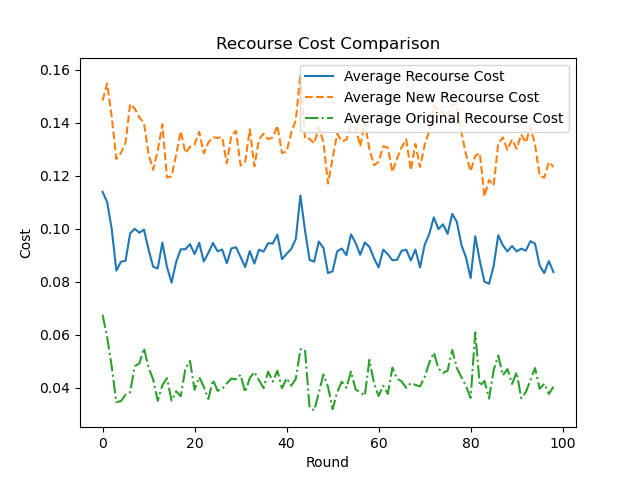 Recourse Cost Comparison
0.16
0.14
0.12
0.10
0.08
0.06
0.04
Cost
Average Recourse Cost
Average New Recourse Cost
Average Original Recourse Cost
0 20 40 60 80 100
Round